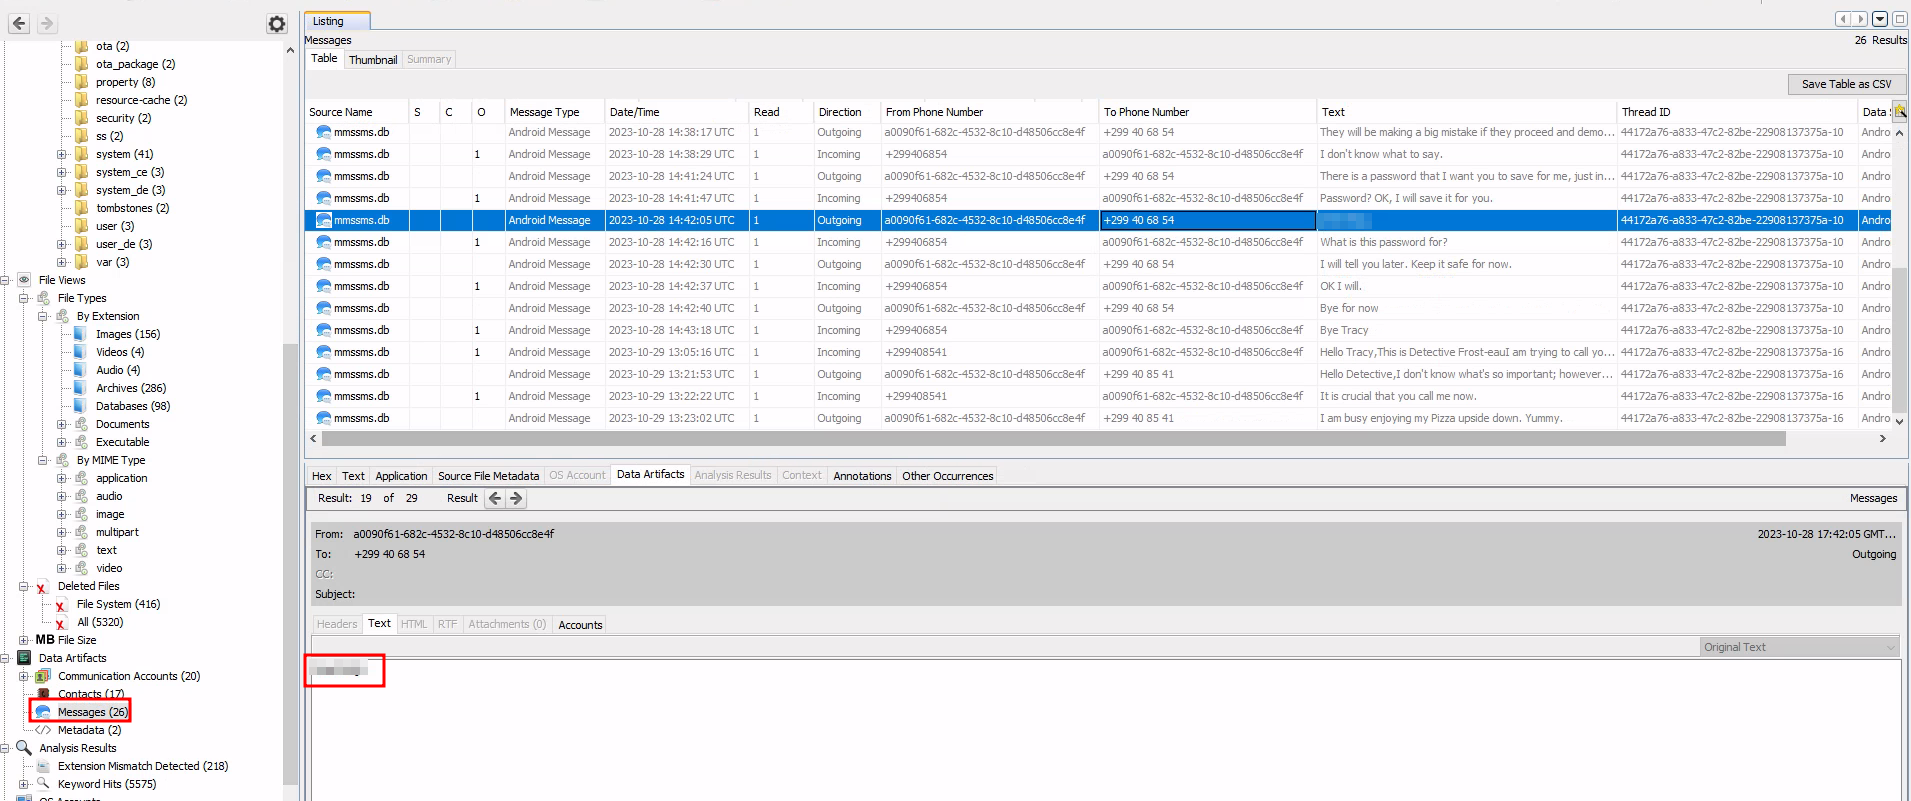 ota (2)
ota_package (2)
property (8)
resource-cache (2)
security (2)
ss (2)
system (41)
system_ce (3)
system_de (3)
tombstones (2)
user (3)
user_de (3)
var (3)
File Views
File Types
By Extension
Images (156)
Videos (4)
Audio (4)
Archives (286)
Databases (98)
Documents
Executable
By MIME Type
application
audio
image
multipart
text
video
Deleted Files
File System (416)
All (5320)
MB File Size
Data Artifacts
Communication Accounts (20)
Contacts (17)
Messages (26)
Metadata (2)
Analysis Results
Extension Mismatch Detected (218)
Keyword Hits (5575)
Listing
Messages
26 Results
Table Thumbnail Summary
Save Table as CSV
Source Name S C O Message Type Date/Time Read Direction From Phone Number To Phone Number Text Thread ID Data
mmssms.db Android Message 2023-10-28 14:38:17 UTC 1 Outgoing a0090f61-682c-4532-8c10-d48506cc8e4f +299 40 68 54 They will be making a big mistake if they proceed and demo... 44172a76-a833-47c2-82be-22908137375a-10 Andro
mmssms.db 1 Android Message 2023-10-28 14:38:29 UTC 1 Incoming +299406854 a0090f61-682c-4532-8c10-d48506cc8e4f I don't know what to say. 44172a76-a833-47c2-82be-22908137375a-10 Andro
mmssms.db Android Message 2023-10-28 14:41:24 UTC 1 Outgoing a0090f61-682c-4532-8c10-d48506cc8e4f +299 40 68 54 There is a password that I want you to save for me, just in... 44172a76-a833-47c2-82be-22908137375a-10 Andro
mmssms.db 1 Android Message 2023-10-28 14:41:47 UTC 1 Incoming +299406854 a0090f61-682c-4532-8c10-d48506cc8e4f Password? OK, I will save it for you. 44172a76-a833-47c2-82be-22908137375a-10 Andro
mmssms.db Android Message 2023-10-28 14:42:05 UTC 1 Outgoing a0090f61-682c-4532-8c10-d48506cc8e4f +299 40 68 54 44172a76-a833-47c2-82be-22908137375a-10 Andro
mmssms.db 1 Android Message 2023-10-28 14:42:16 UTC 1 Incoming +299406854 a0090f61-682c-4532-8c10-d48506cc8e4f What is this password for? 44172a76-a833-47c2-82be-22908137375a-10 Andro
mmssms.db Android Message 2023-10-28 14:42:30 UTC 1 Outgoing a0090f61-682c-4532-8c10-d48506cc8e4f +299 40 68 54 I will tell you later. Keep it safe for now. 44172a76-a833-47c2-82be-22908137375a-10 Andro
mmssms.db 1 Android Message 2023-10-28 14:42:37 UTC 1 Incoming +299406854 a0090f61-682c-4532-8c10-d48506cc8e4f OK I will. 44172a76-a833-47c2-82be-22908137375a-10 Andro
mmssms.db Android Message 2023-10-28 14:42:40 UTC 1 Outgoing a0090f61-682c-4532-8c10-d48506cc8e4f +299 40 68 54 Bye for now 44172a76-a833-47c2-82be-22908137375a-10 Andro
mmssms.db 1 Android Message 2023-10-28 14:43:18 UTC 1 Incoming +299406854 a0090f61-682c-4532-8c10-d48506cc8e4f Bye Tracy 44172a76-a833-47c2-82be-22908137375a-10 Andro
mmssms.db 1 Android Message 2023-10-29 13:05:16 UTC 1 Incoming +299408541 a0090f61-682c-4532-8c10-d48506cc8e4f Hello Tracy,This is Detective Frost-eauI am trying to call yo... 44172a76-a833-47c2-82be-22908137375a-16 Andro
mmssms.db Android Message 2023-10-29 13:21:53 UTC 1 Outgoing a0090f61-682c-4532-8c10-d48506cc8e4f +299 40 85 41 Hello Detective,I don't know what's so important; however... 44172a76-a833-47c2-82be-22908137375a-16 Andro
mmssms.db 1 Android Message 2023-10-29 13:22:22 UTC 1 Incoming +299408541 a0090f61-682c-4532-8c10-d48506cc8e4f It is crucial that you call me now. 44172a76-a833-47c2-82be-22908137375a-16 Andro
mmssms.db Android Message 2023-10-29 13:23:02 UTC 1 Outgoing a0090f61-682c-4532-8c10-d48506cc8e4f +299 40 85 41 I am busy enjoying my Pizza upside down. Yummy. 44172a76-a833-47c2-82be-22908137375a-16 Andro
Hex Text Application Source File Metadata OS Account Data Artifacts Analysis Results Context Annotations Other Occurrences
Result: 19 of 29 Result Messages
From: a0090f61-682c-4532-8c10-d48506cc8e4f 2023-10-28 17:42:05 GMT...
To: +299 40 68 54 Outgoing
CC:
Subject:
Headers Text HTML RTF Attachments (0) Accounts
Original Text